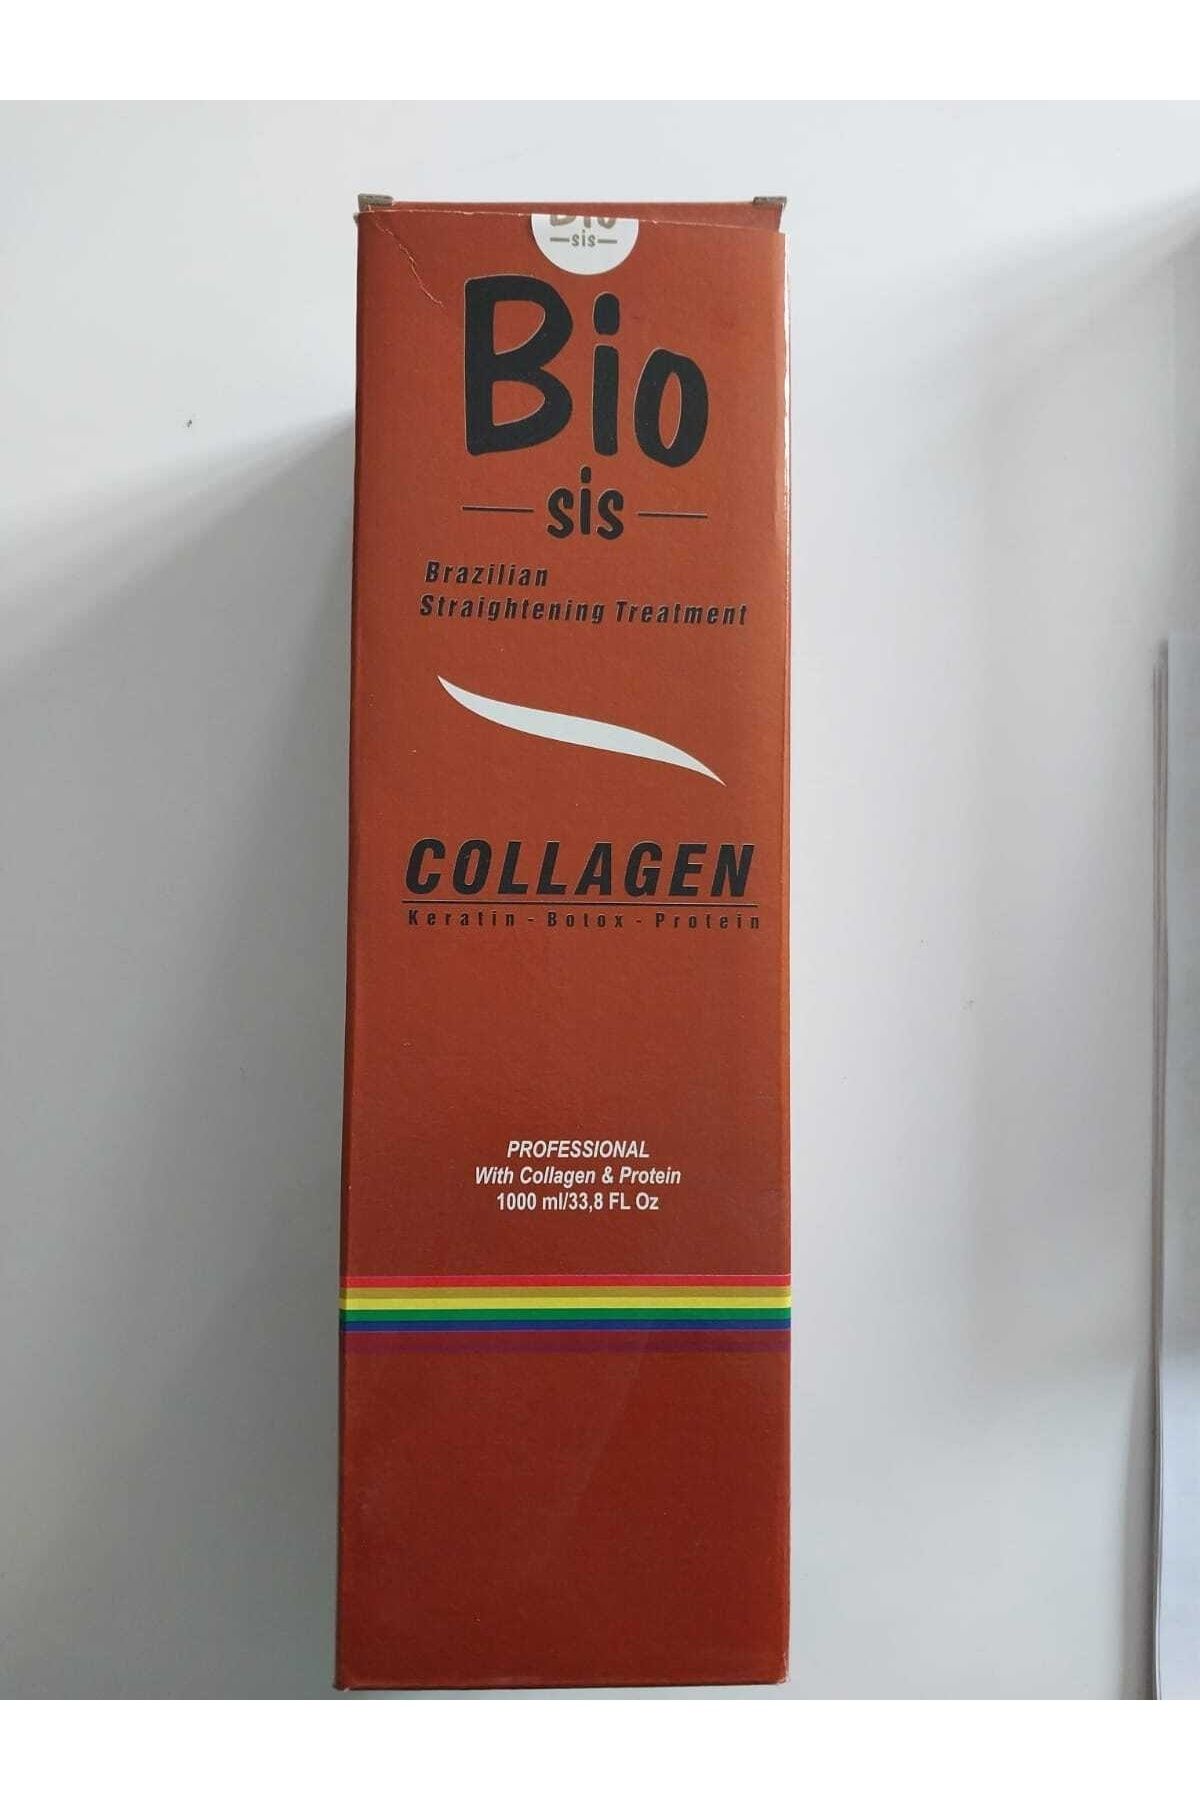 Bio
sis
Bio
sis
Brazilian
Straightening Treatment
COLLAGEN
Keratin - Botox - Protein
PROFESSIONAL
With Collagen & Protein
1000 ml/33,8 FL Oz